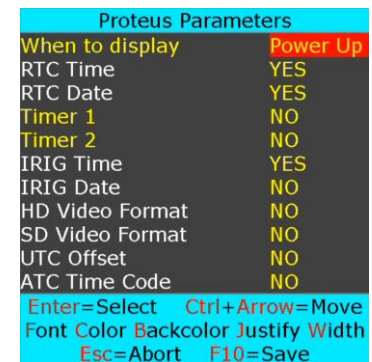 Proteus Parameters
When to display Power Up
RTC Time YES
RTC Date YES
Timer 1 NO
Timer 2 NO
IRIG Time YES
IRIG Date NO
HD Video Format NO
SD Video Format NO
UTC Offset NO
ATC Time Code NO
Enter=Select Ctrl+Arrow=Move
Font Color Backcolor Justify Width
Esc=Abort F10=Save